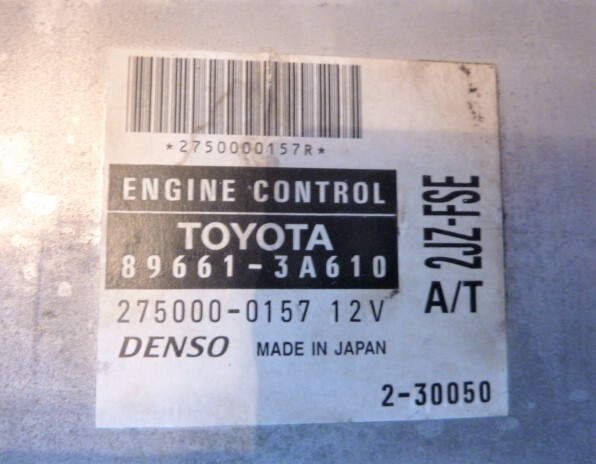 *2750000157R*
ENGINE CONTROL
TOYOTA
89661-3A610
275000-0157 12V
DENSO MADE IN JAPAN
2-30050
2JZ-FSE
A/T